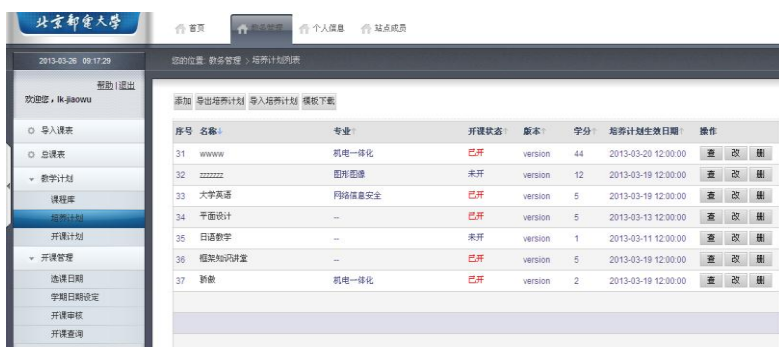 北京邮电大学
首页 教务管理 个人信息 站点成员
2013-03-26 09:17:29
您的位置: 教务管理 > 培养计划列表
帮助 | 退出
欢迎您，lk-jiaowu
添加 导出培养计划 导入培养计划 模板下载
导入课表
总课表
教学计划
课程库
培养计划
开课计划
开课管理
选课日期
学期日期设定
开课审核
开课查询
序号 名称↓ 专业↑ 开课状态↑ 版本↑ 学分↑ 培养计划生效日期↑ 操作
31 wwww 机电一体化 已开 version 44 2013-03-20 12:00:00 查 改 删
32 zzzzzzz 图形图像 未开 version 12 2013-03-19 12:00:00 查 改 删
33 大学英语 网络信息安全 已开 version 5 2013-03-19 12:00:00 查 改 删
34 平面设计 -- 已开 version 5 2013-03-13 12:00:00 查 改 删
35 日语教学 -- 未开 version 1 2013-03-11 12:00:00 查 改 删
36 框架知识讲堂 -- 已开 version 5 2013-03-19 12:00:00 查 改 删
37 骄傲 机电一体化 已开 version 2 2013-03-19 12:00:00 查 改 删